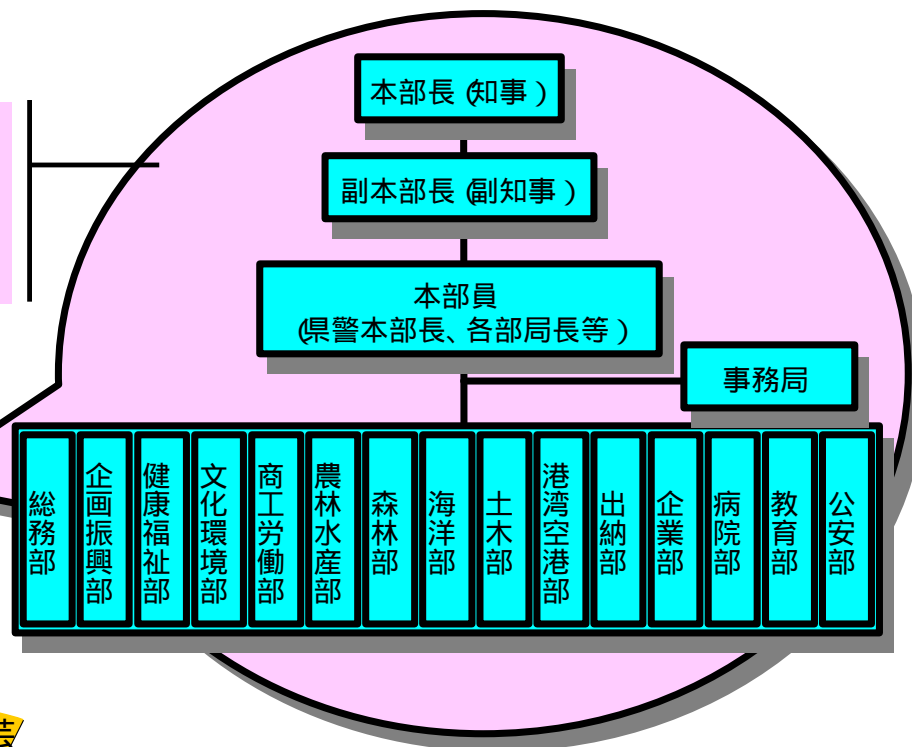 本部長(知事)
副本部長(副知事)
本部員
(県警本部長、各部局長等)
事務局
総務部
企画振興部
健康福祉部
文化環境部
商工労働部
農林水産部
森林部
海洋部
土木部
港湾空港部
出納部
企業部
病院部
教育部
公安部